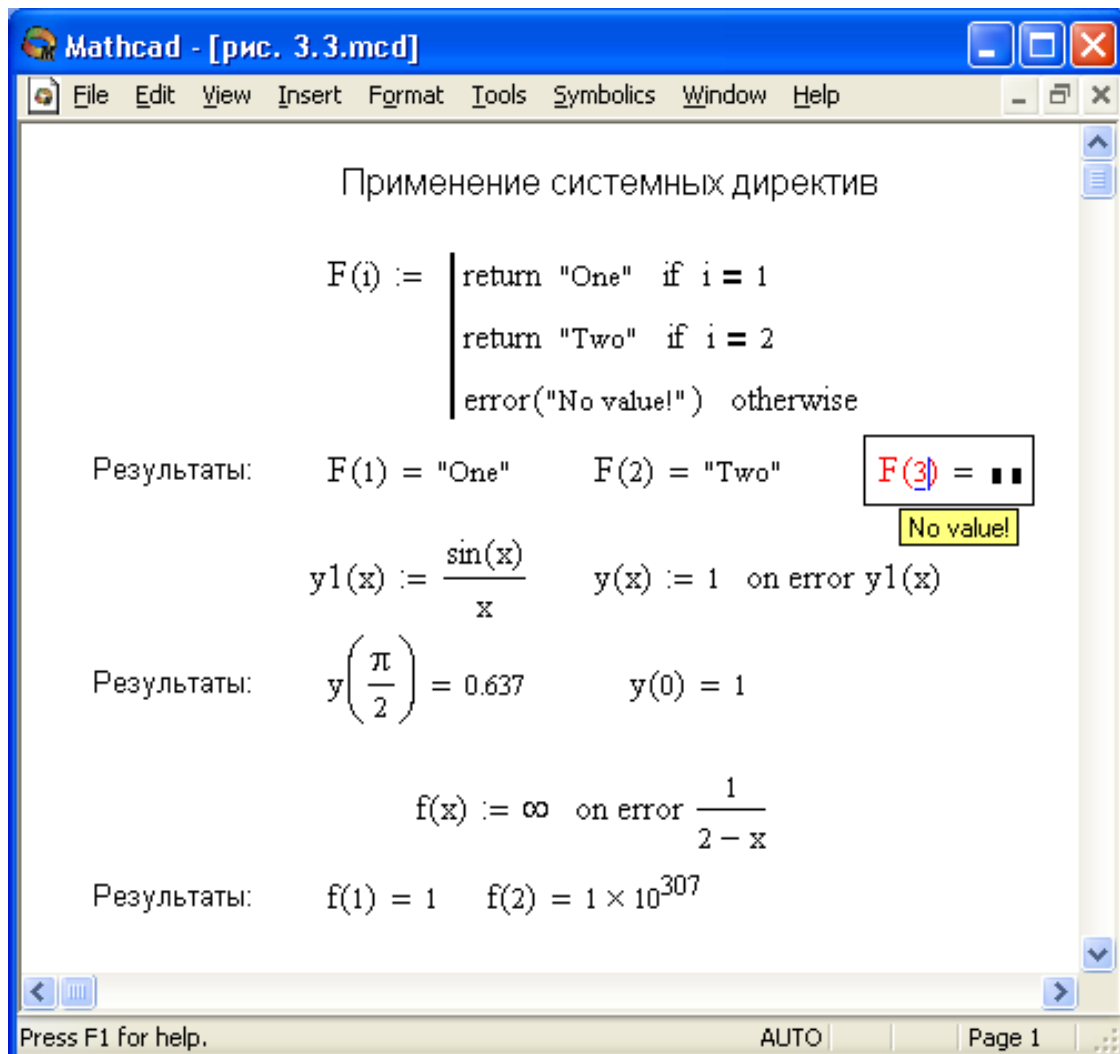 Mathcad - [рис. 3.3.mcd]
File Edit View Insert Format Tools Symbolics Window Help
Применение системных директив
F(i) := return "One" if i = 1
return "Two" if i = 2
error("No value!") otherwise
Результаты: F(1) = "One" F(2) = "Two" F(3) = ▪▪
No value!
y1(x) := sin(x)/x y(x) := 1 on error y1(x)
Результаты: y(π/2) = 0.637 y(0) = 1
f(x) := ∞ on error 1/(2 − x)
Результаты: f(1) = 1 f(2) = 1 × 10^307
Press F1 for help. AUTO Page 1